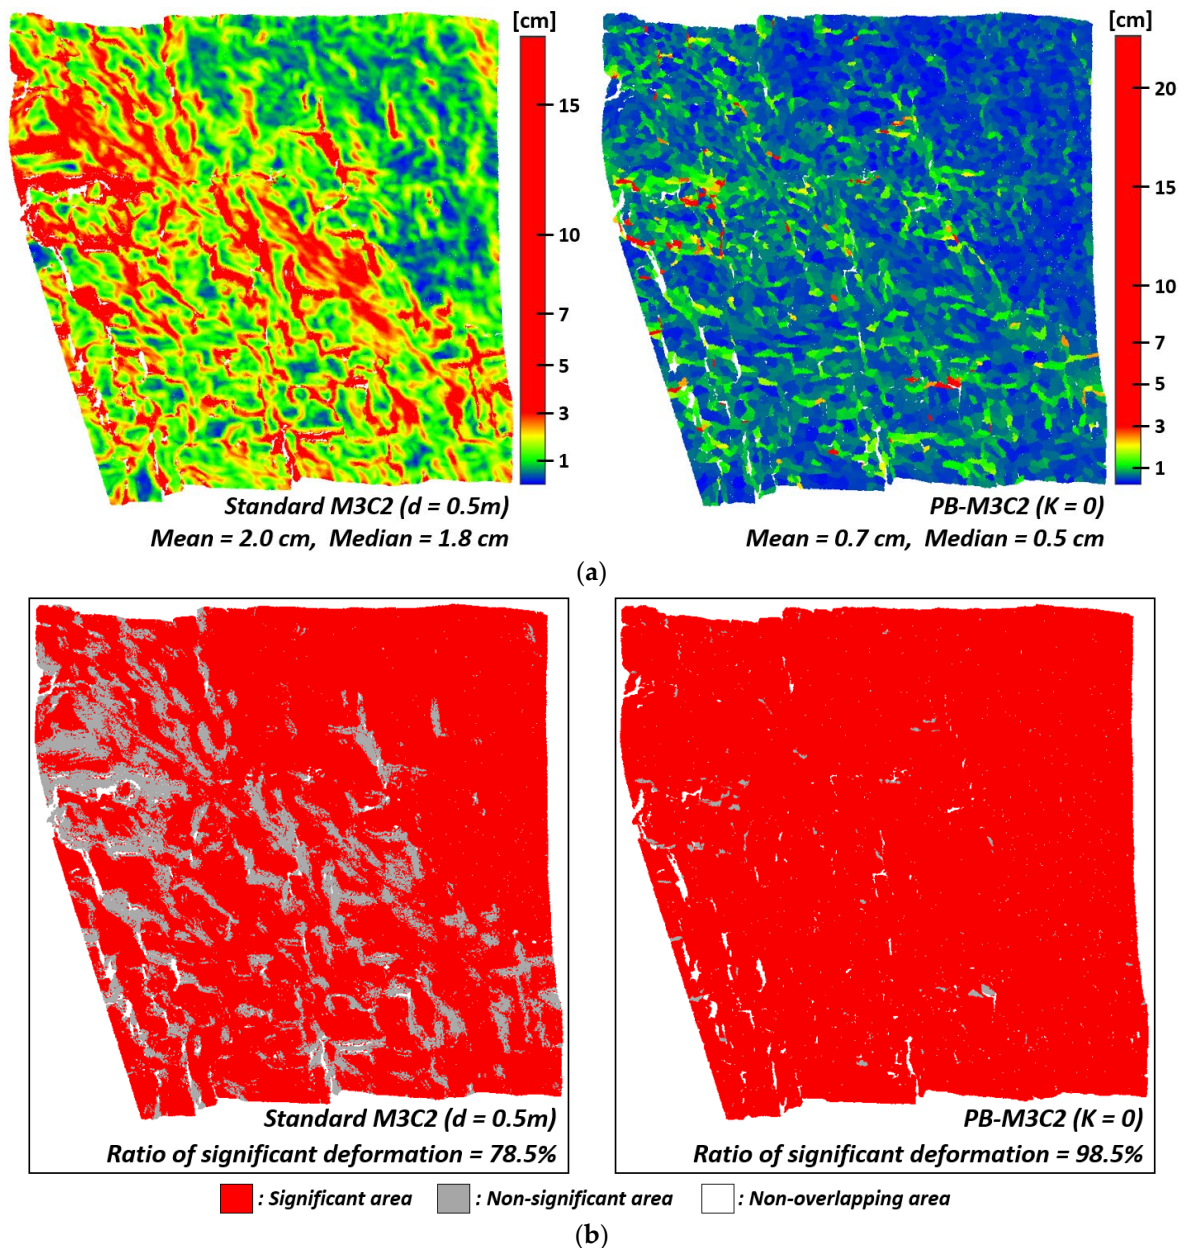 [cm]
15
10
7
5
3
1
Standard M3C2 (d = 0.5m)
Mean = 2.0 cm, Median = 1.8 cm
[cm]
20
15
10
7
5
3
1
PB-M3C2 (K = 0)
Mean = 0.7 cm, Median = 0.5 cm
(a)
Standard M3C2 (d = 0.5m)
Ratio of significant deformation = 78.5%
PB-M3C2 (K = 0)
Ratio of significant deformation = 98.5%
: Significant area : Non-significant area : Non-overlapping area
(b)